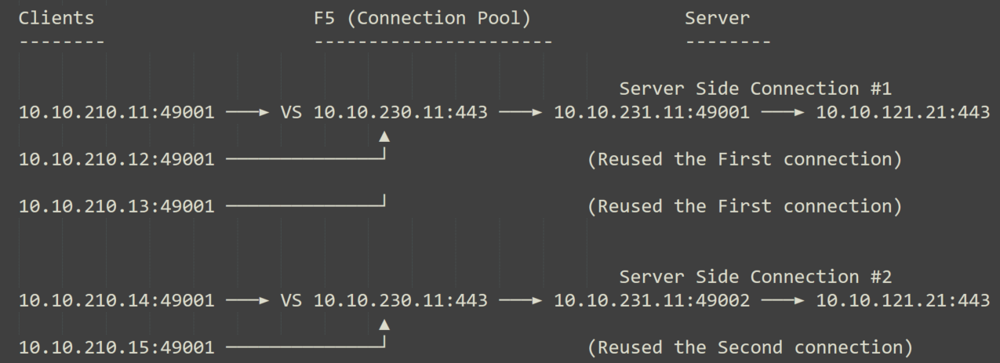 Clients F5 (Connection Pool) Server
-------- ---------------------- --------
Server Side Connection #1
10.10.210.11:49001 ───► VS 10.10.230.11:443 ───► 10.10.231.11:49001 ───► 10.10.121.21:443
▲
10.10.210.12:49001 ──────────────┘ (Reused the First connection)
10.10.210.13:49001 ──────────────┘ (Reused the First connection)
Server Side Connection #2
10.10.210.14:49001 ───► VS 10.10.230.11:443 ───► 10.10.231.11:49002 ───► 10.10.121.21:443
▲
10.10.210.15:49001 ──────────────┘ (Reused the Second connection)